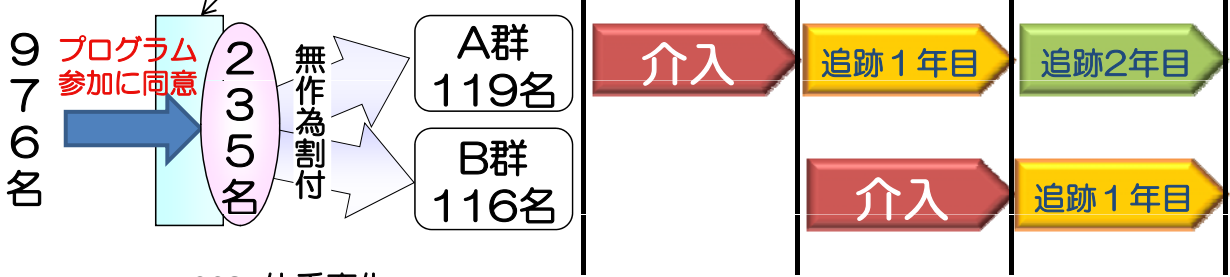 976名
プログラム
参加に同意
235名
無作為割付
A群
119名
B群
116名
介入
追跡1年目
追跡2年目
介入
追跡1年目